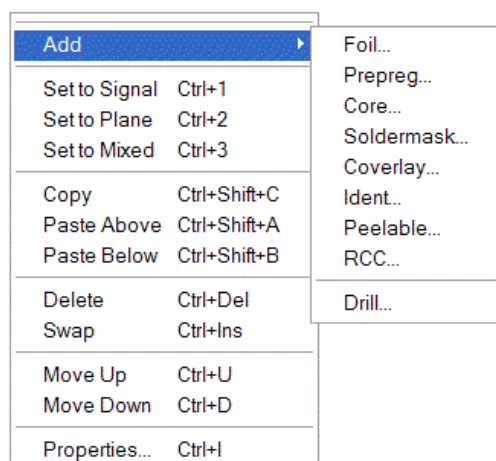 Add
Set to Signal Ctrl+1
Set to Plane Ctrl+2
Set to Mixed Ctrl+3
Copy Ctrl+Shift+C
Paste Above Ctrl+Shift+A
Paste Below Ctrl+Shift+B
Delete Ctrl+Del
Swap Ctrl+Ins
Move Up Ctrl+U
Move Down Ctrl+D
Properties... Ctrl+I
Foil...
Prepreg...
Core...
Soldermask...
Coverlay...
Ident...
Peelable...
RCC...
Drill...